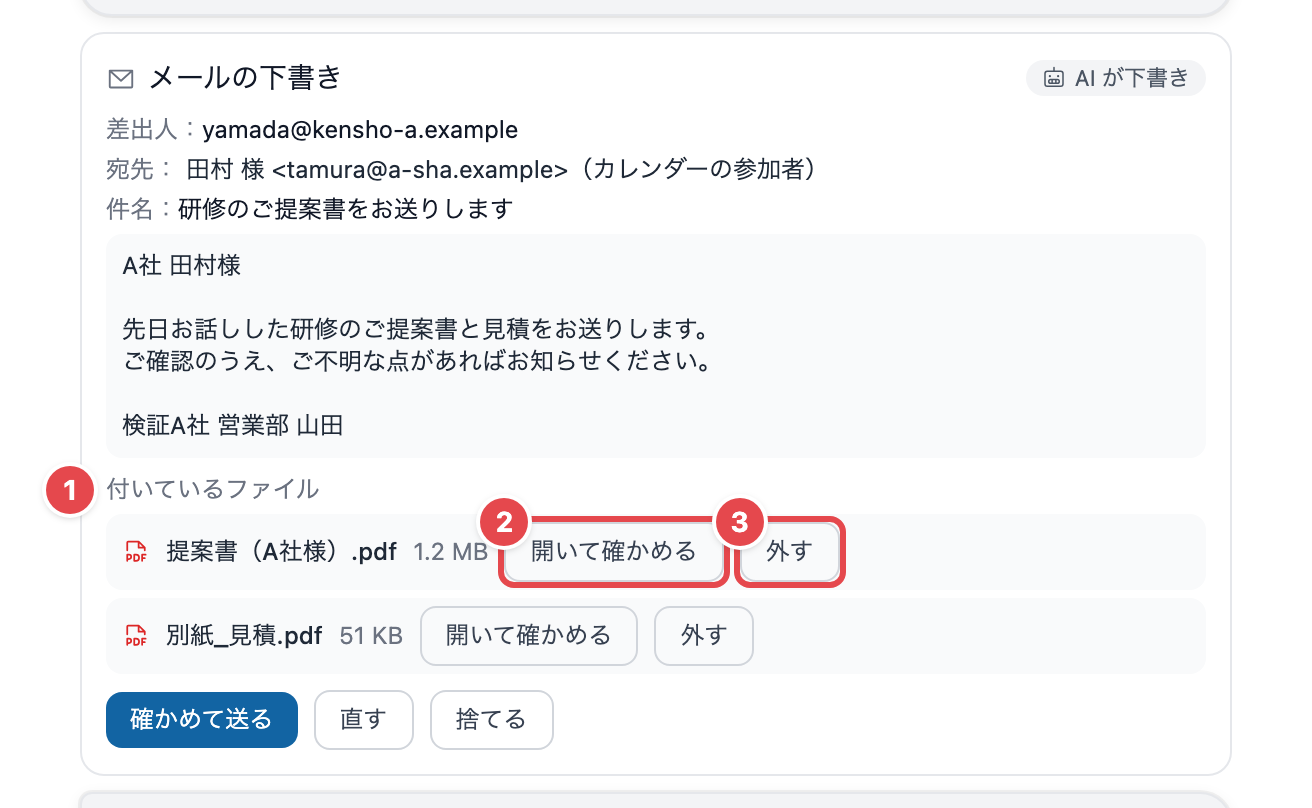 メールの下書き
AI が下書き
差出人：yamada@kensho-a.example
宛先： 田村 様 <tamura@a-sha.example>（カレンダーの参加者）
件名：研修のご提案書をお送りします
A社 田村様
先日お話しした研修のご提案書と見積をお送りします。
ご確認のうえ、ご不明な点があればお知らせください。
検証A社 営業部 山田
1 付いているファイル
2 3
PDF 提案書（A社様）.pdf 1.2 MB 開いて確かめる 外す
PDF 別紙_見積.pdf 51 KB 開いて確かめる 外す
確かめて送る 直す 捨てる